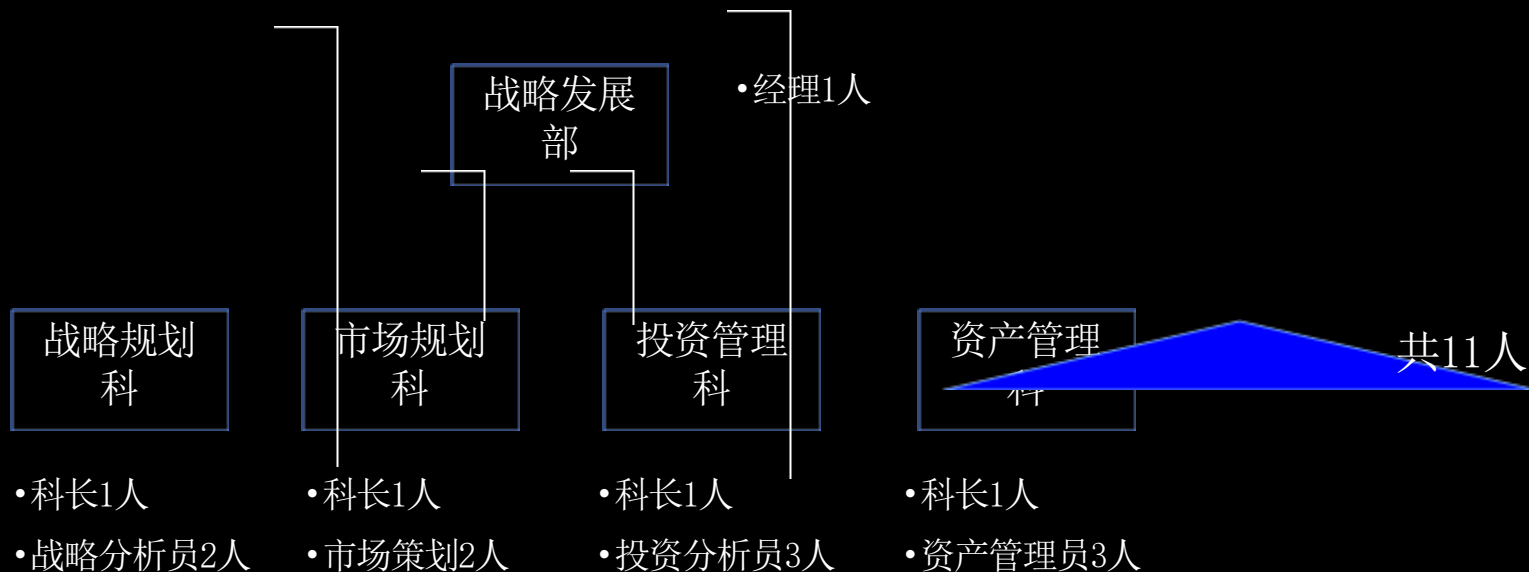 战略发展
部
•经理1人
战略规划
科
市场规划
科
投资管理
科
资产管理
科
共11人
•科长1人
•战略分析员2人
•科长1人
•市场策划2人
•科长1人
•投资分析员3人
•科长1人
•资产管理员3人